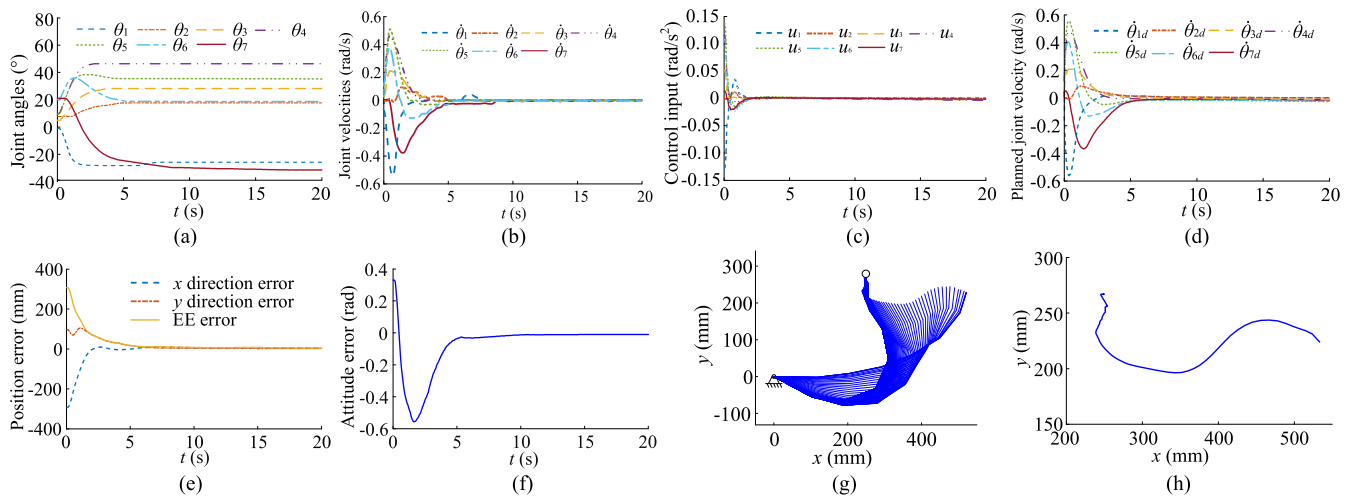 80
60
40
20
0
-20
-40
0 5 10 15 20
Joint angles (°)
t (s)
θ1 θ2 θ3 θ4
θ5 θ6 θ7
(a)
0.6
0.4
0.2
0
-0.2
-0.4
-0.6
0 5 10 15 20
Joint velocities (rad/s)
t (s)
θ̇1 θ̇2 θ̇3 θ̇4
θ̇5 θ̇6 θ̇7
(b)
0.15
0.10
0.05
0
-0.05
-0.10
-0.15
0 5 10 15 20
Control input (rad/s²)
t (s)
u1 u2 u3 u4
u5 u6 u7
(c)
0.6
0.4
0.2
0
-0.2
-0.4
-0.6
0 5 10 15 20
Planned joint velocity (rad/s)
t (s)
θ̇1d θ̇2d θ̇3d θ̇4d
θ̇5d θ̇6d θ̇7d
(d)
400
200
0
-200
-400
0 5 10 15 20
Position error (mm)
t (s)
x direction error
y direction error
EE error
(e)
0.4
0.2
0
-0.2
-0.4
-0.6
0 5 10 15 20
Attitude error (rad)
t (s)
(f)
300
200
100
0
-100
0 200 400
y (mm)
x (mm)
(g)
300
250
200
150
200 300 400 500
y (mm)
x (mm)
(h)